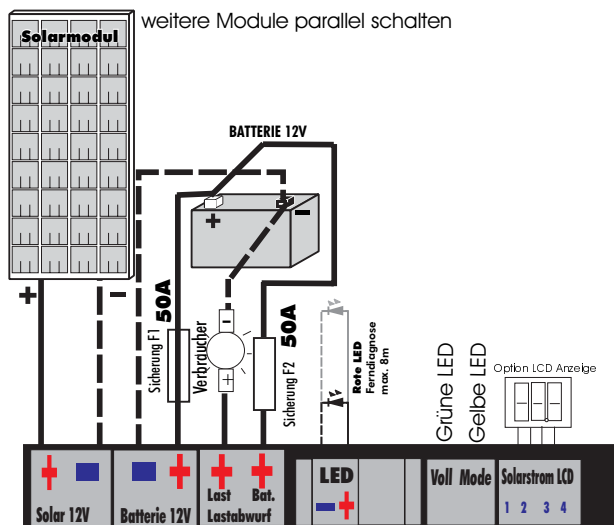 weitere Module parallel schalten
Solarmodul
BATTERIE 12V
+
−
+
−
Sicherung F1
50A
Verbraucher
−
+
Sicherung F2
50A
Rote LED
Ferndiagnose
max. 8m
Grüne LED
Gelbe LED
Option LCD Anzeige
+
−
Solar 12V
−
+
Batterie 12V
+
+
Last
Bat.
Lastabwurf
LED
−
+
Voll Mode
Solarstrom LCD
1 2 3 4